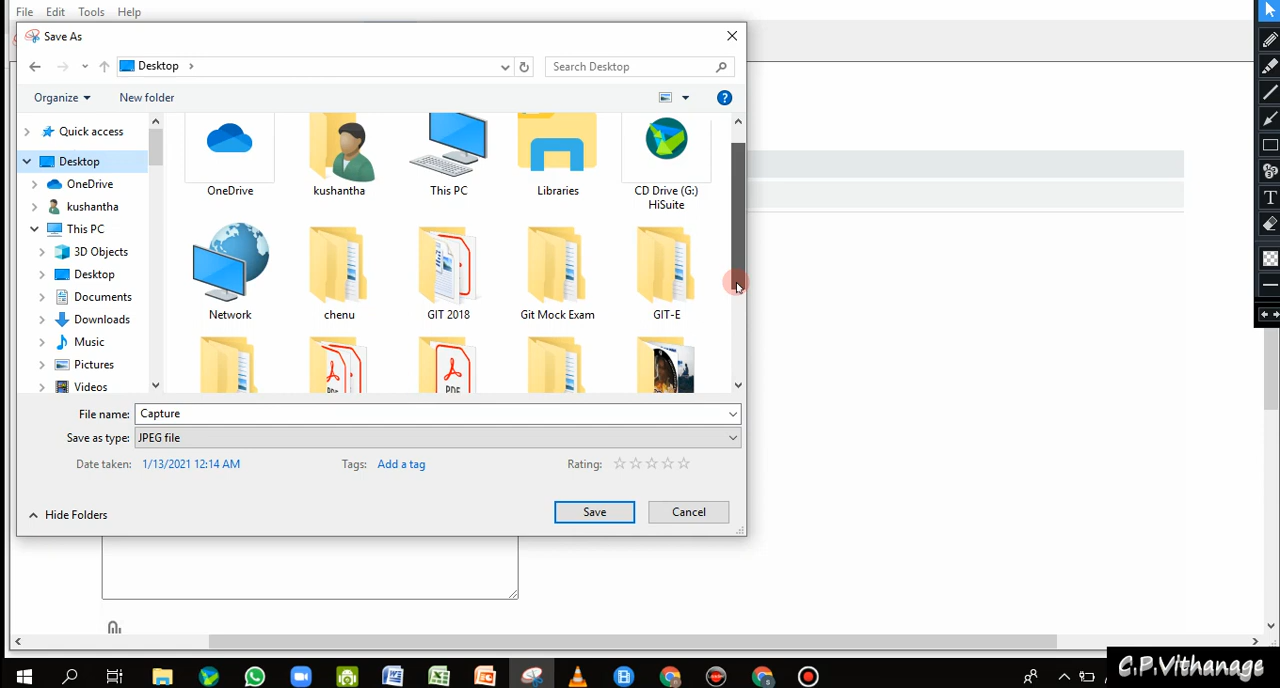 File Edit Tools Help
Save As
Desktop
Search Desktop
Organize New folder
Quick access
Desktop
OneDrive
kushantha
This PC
3D Objects
Desktop
Documents
Downloads
Music
Pictures
Videos
OneDrive kushantha This PC Libraries CD Drive (G:)
HiSuite
Network chenu GIT 2018 Git Mock Exam GIT-E
PDF PDF
File name: Capture
Save as type: JPEG file
Date taken: 1/13/2021 12:14 AM Tags: Add a tag Rating:
Hide Folders Save Cancel
C.P.Vithanage